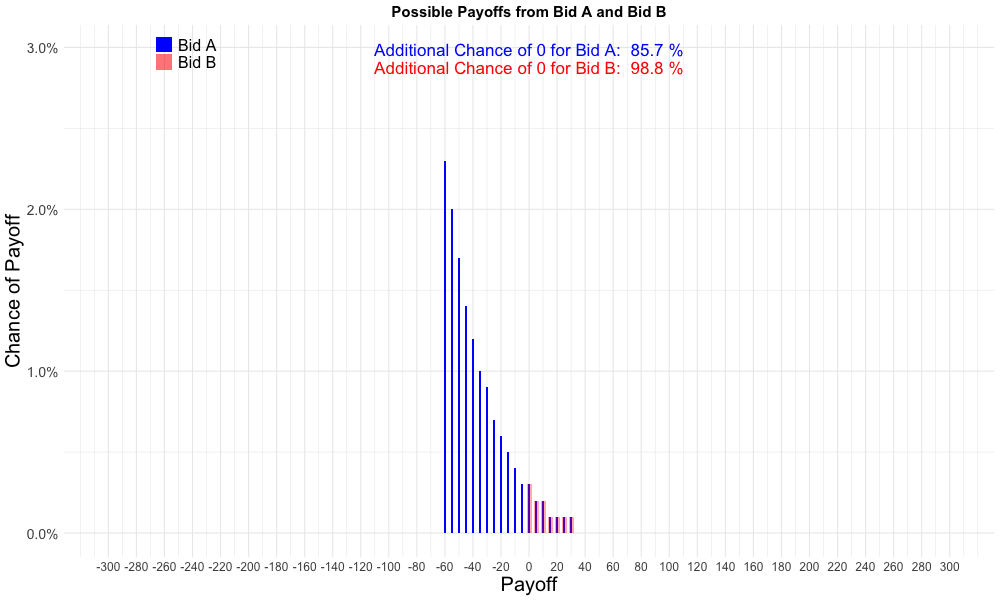 Possible Payoffs from Bid A and Bid B
Bid A
Bid B
Additional Chance of 0 for Bid A: 85.7 %
Additional Chance of 0 for Bid B: 98.8 %
Chance of Payoff
3.0%
2.0%
1.0%
0.0%
-300 -280 -260 -240 -220 -200 -180 -160 -140 -120 -100 -80 -60 -40 -20 0 20 40 60 80 100 120 140 160 180 200 220 240 260 280 300
Payoff